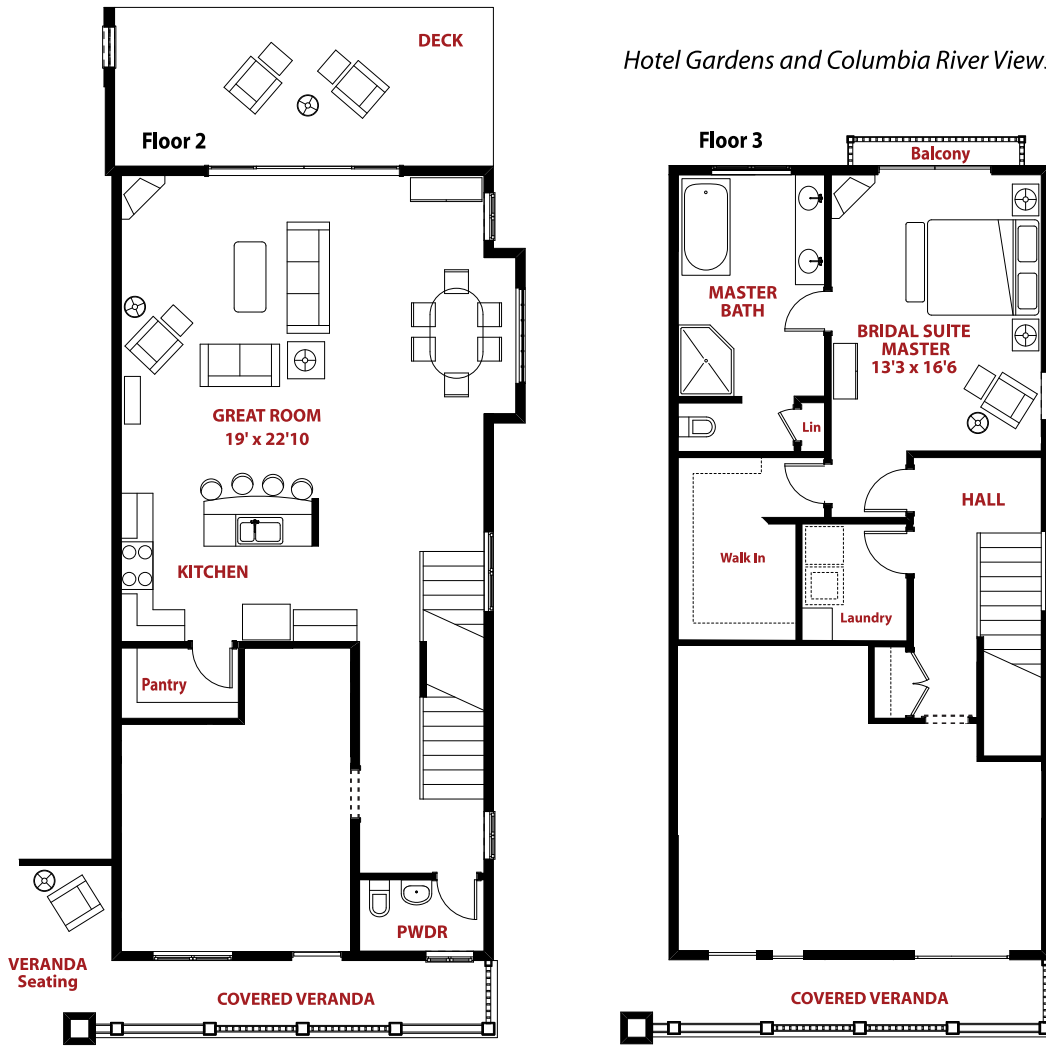 DECK
Hotel Gardens and Columbia River View.
Floor 2
Floor 3
Balcony
MASTER
BATH
BRIDAL SUITE
MASTER
13'3 x 16'6
GREAT ROOM
19' x 22'10
Lin
HALL
KITCHEN
Walk In
Laundry
Pantry
PWDR
VERANDA
Seating
COVERED VERANDA
COVERED VERANDA